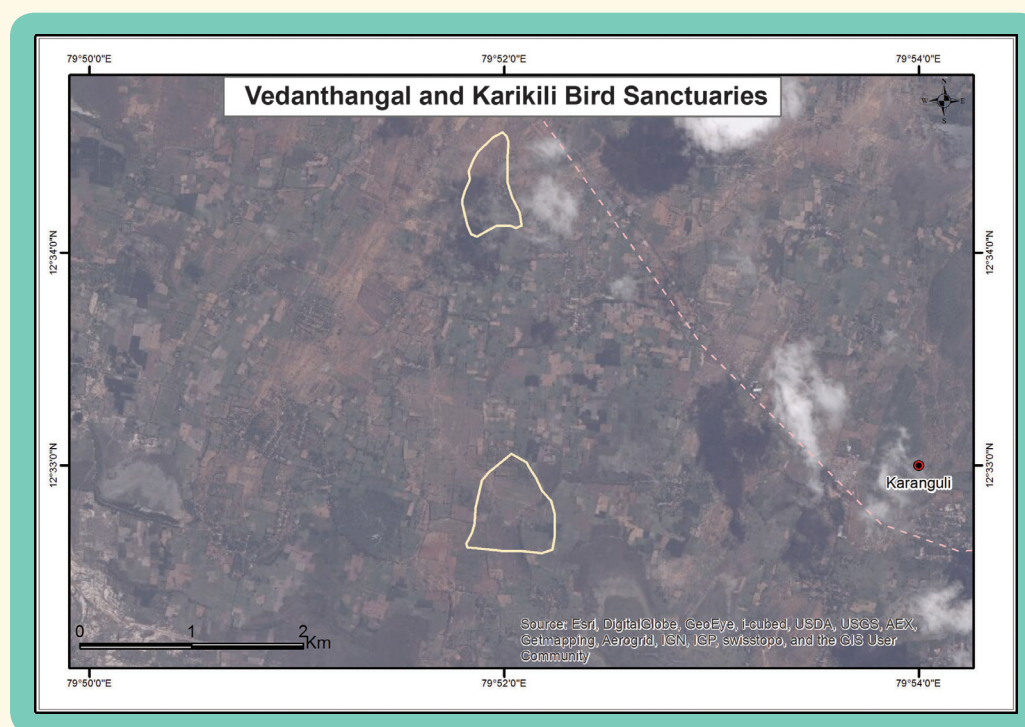 79°50'0"E 79°52'0"E 79°54'0"E
Vedanthangal and Karikili Bird Sanctuaries
N
W E
S
12°34'0"N 12°34'0"N
12°33'0"N 12°33'0"N
Karanguli
0 1 2
Km
Source: Esri, DigitalGlobe, GeoEye, i-cubed, USDA, USGS, AEX,
Getmapping, Aerogrid, IGN, IGP, swisstopo, and the GIS User
Community
79°50'0"E 79°52'0"E 79°54'0"E